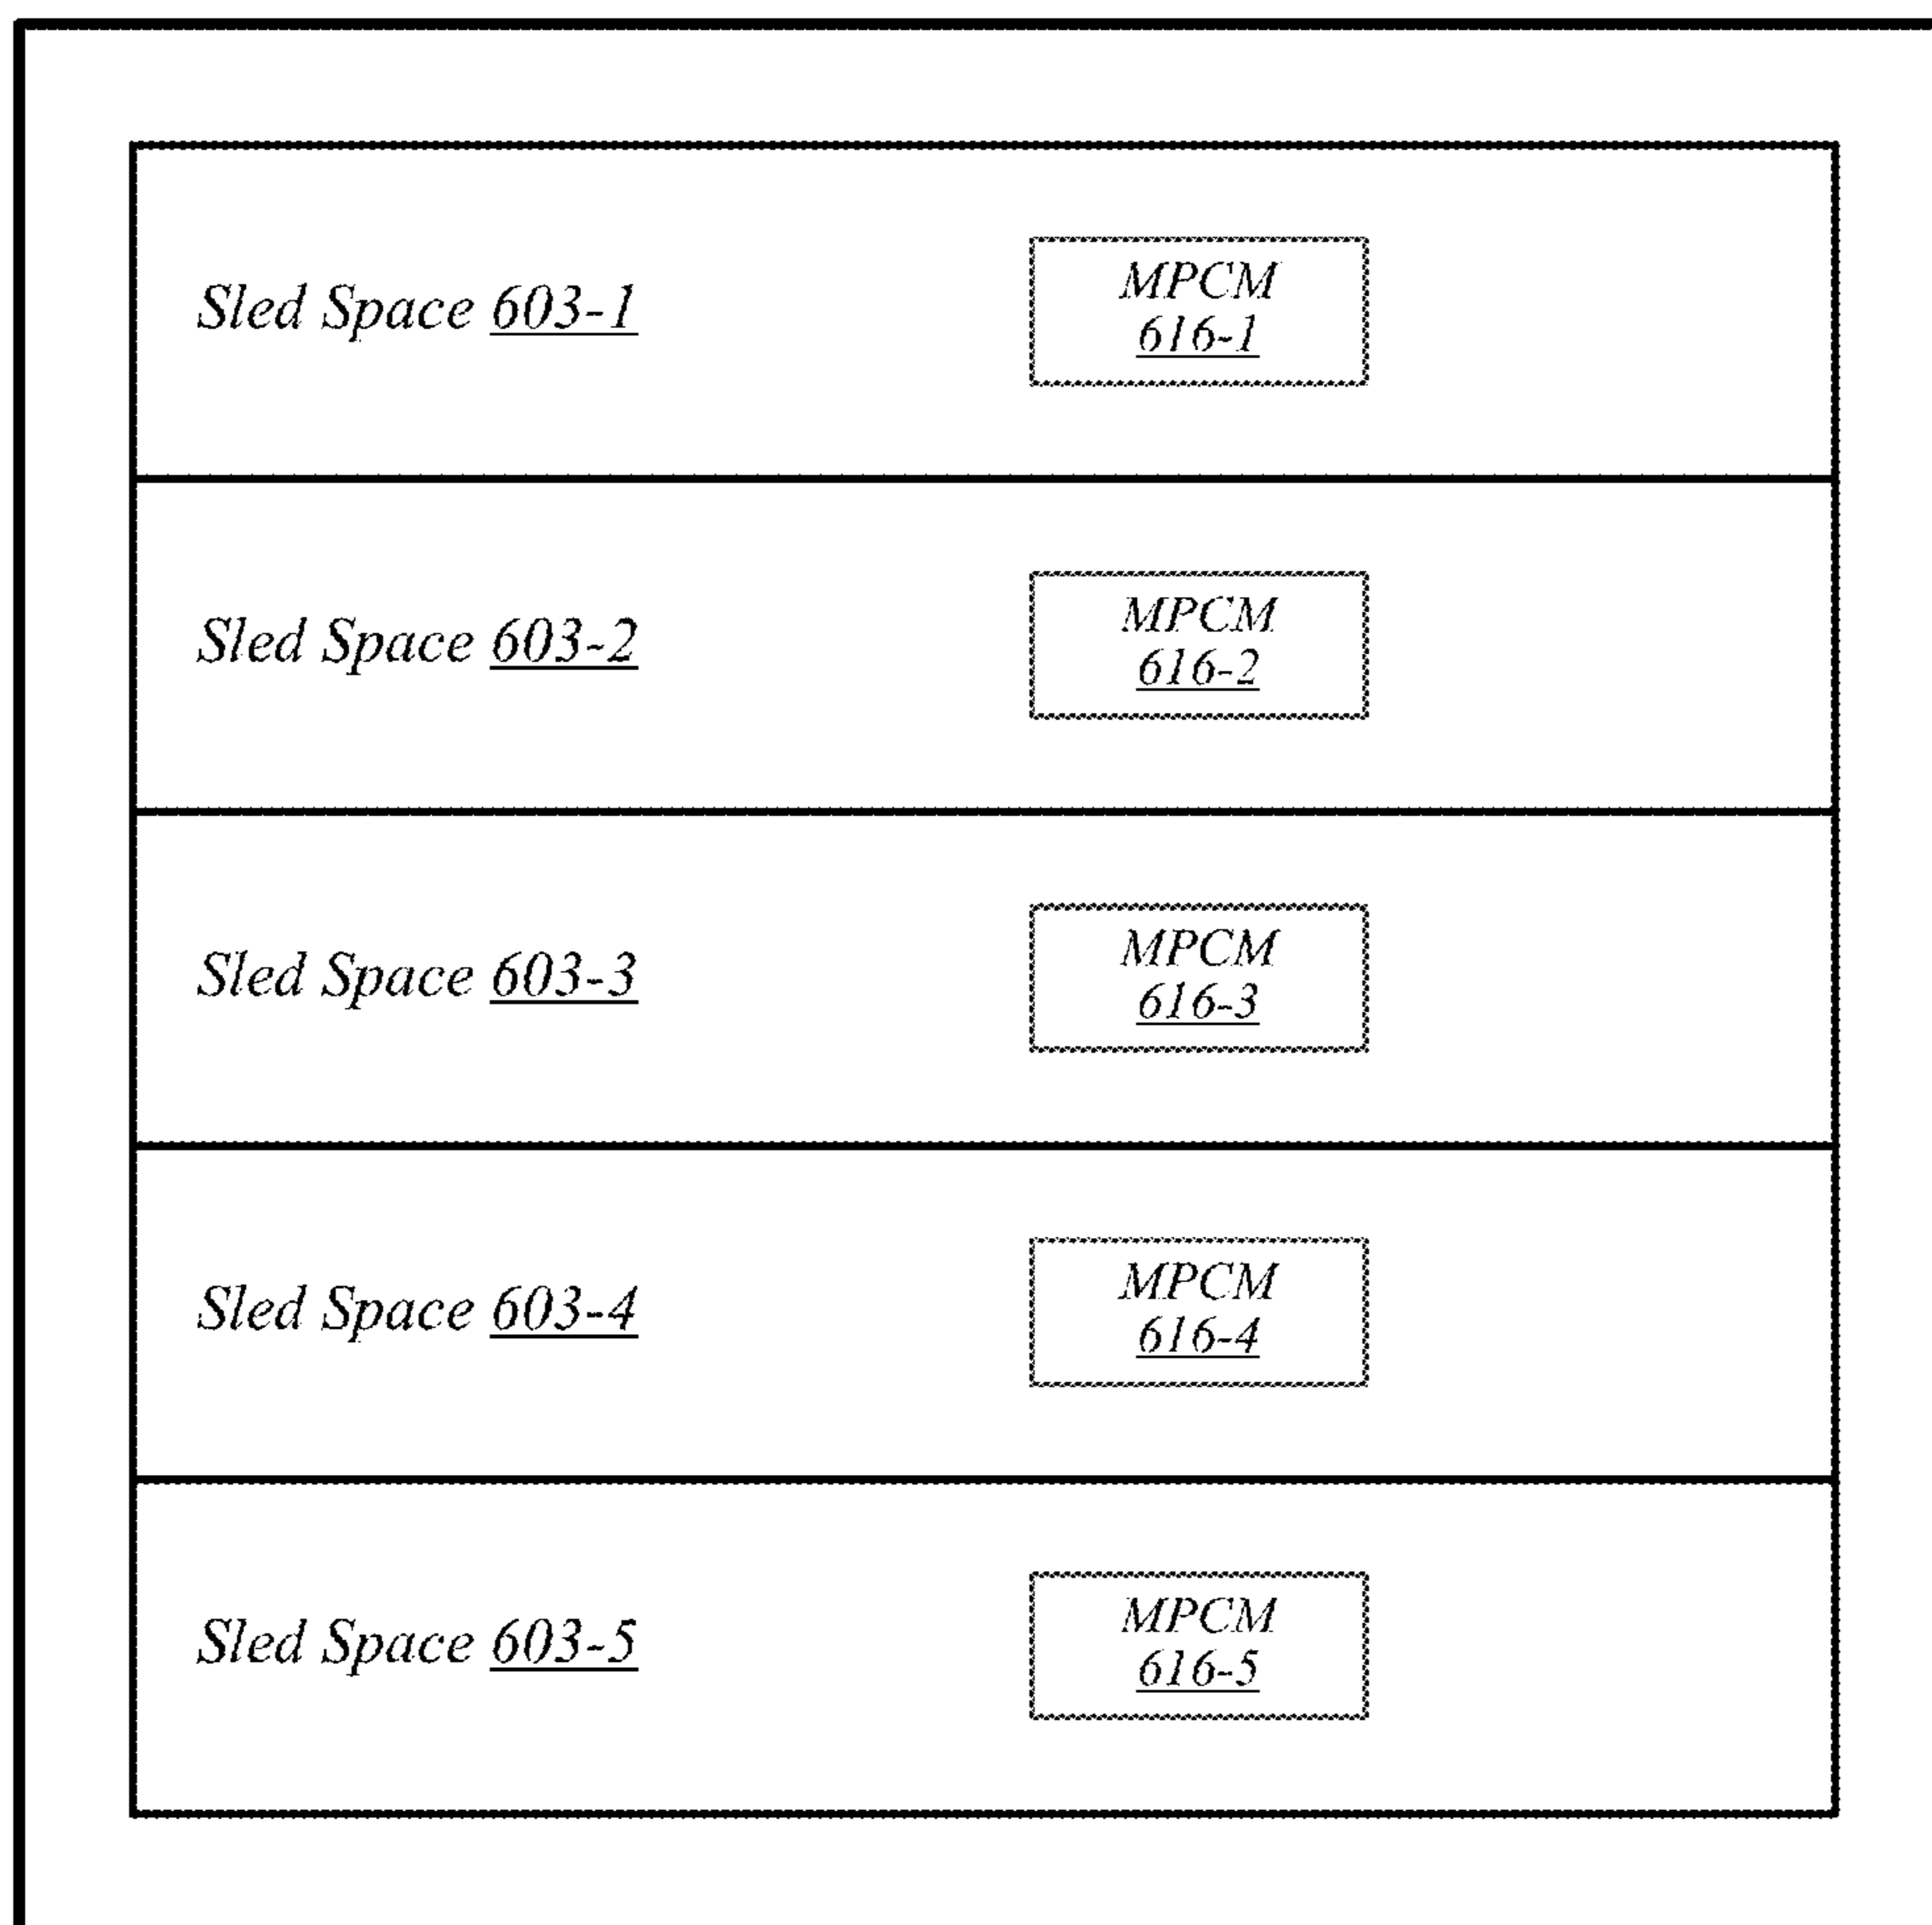 Sled Space 603-1
MPCM
616-1
Sled Space 603-2
MPCM
616-2
Sled Space 603-3
MPCM
616-3
Sled Space 603-4
MPCM
616-4
Sled Space 603-5
MPCM
616-5